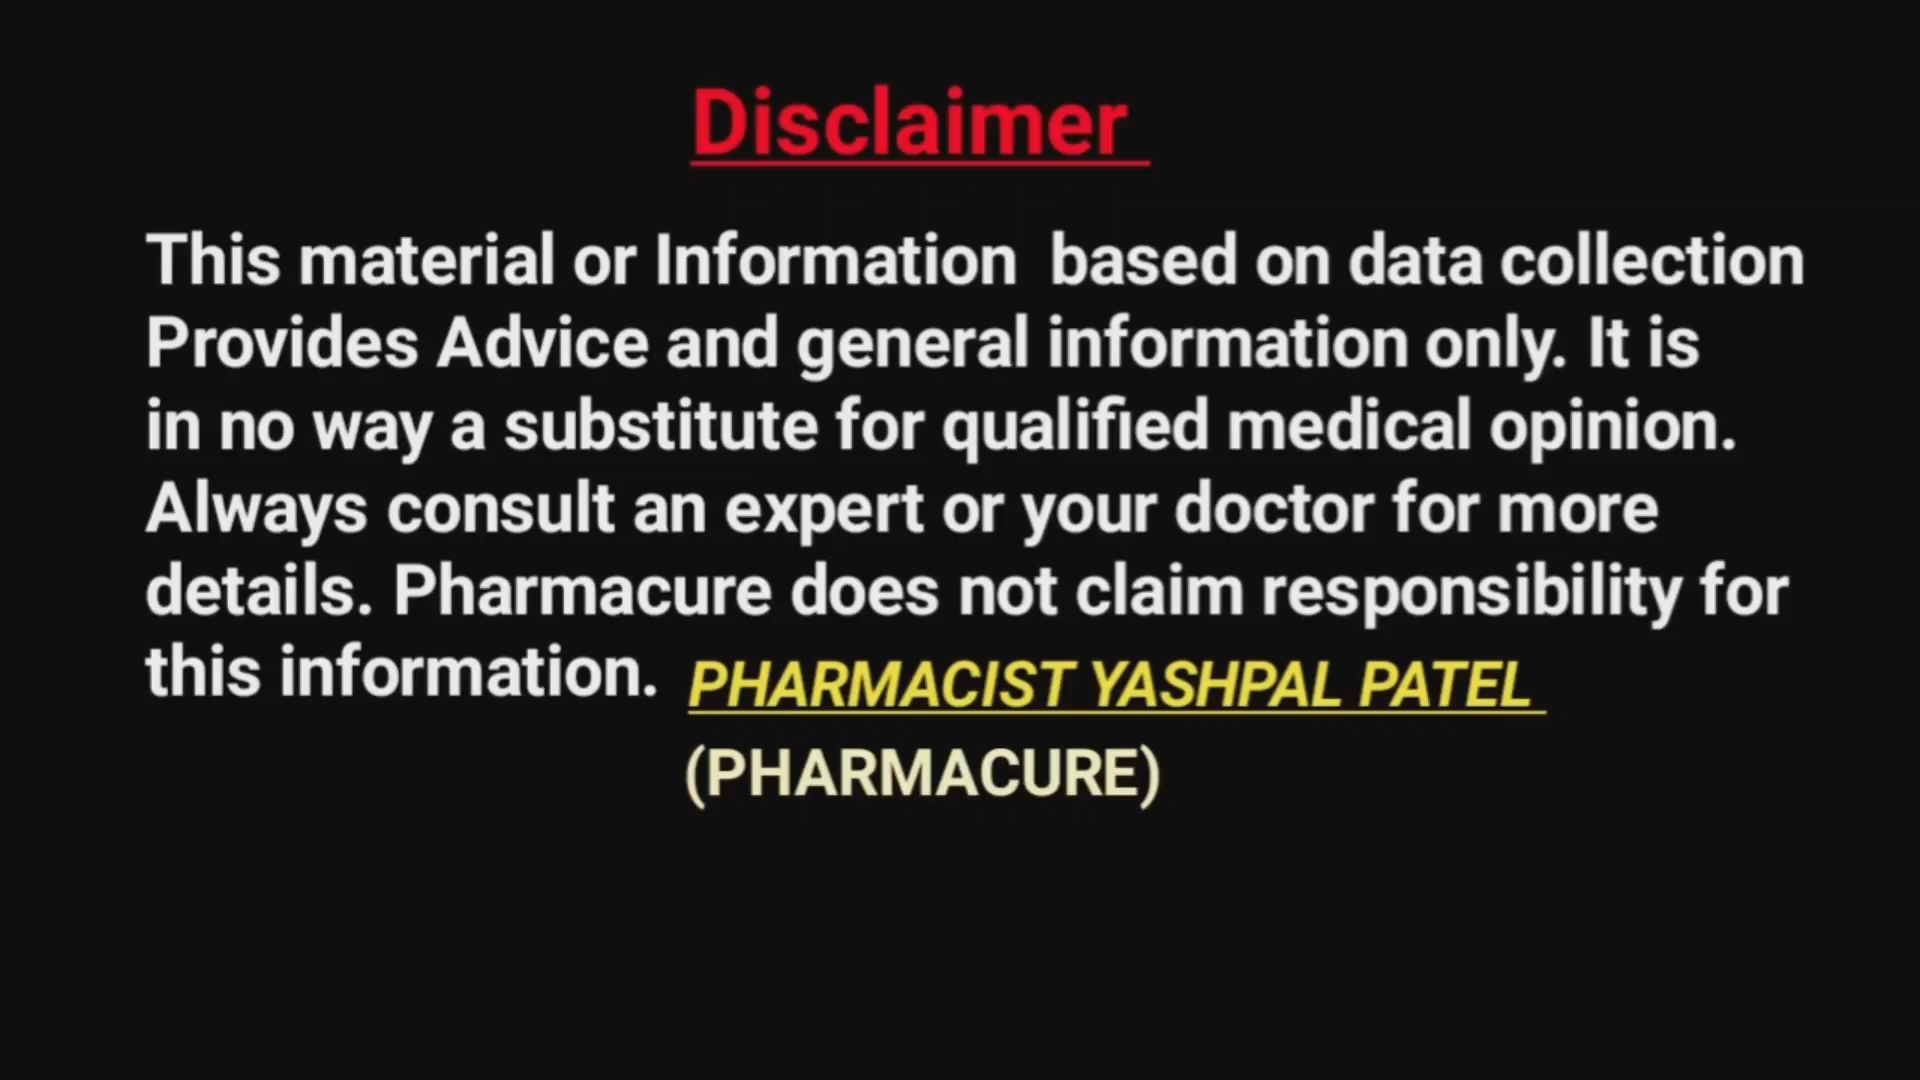 Disclaimer
This material or Information based on data collection
Provides Advice and general information only. It is
in no way a substitute for qualified medical opinion.
Always consult an expert or your doctor for more
details. Pharmacure does not claim responsibility for
this information. PHARMACIST YASHPAL PATEL
(PHARMACURE)